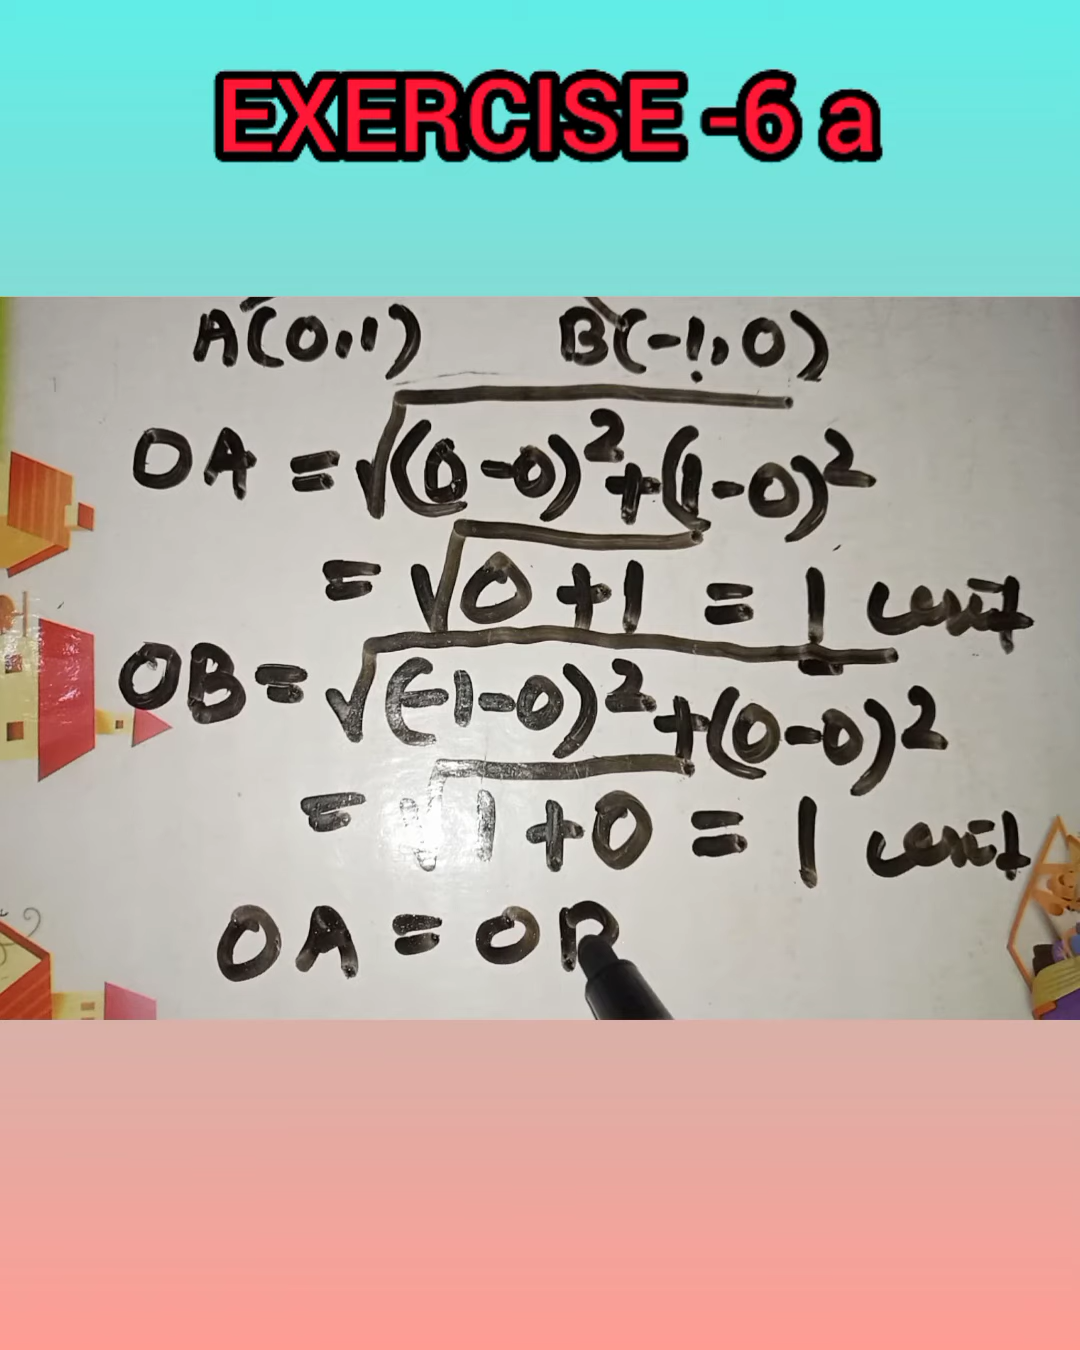 EXERCISE -6 a
A(0,1) B(-1,0)
OA = √(0-0)²+(1-0)²
= √0+1 = 1 unit
OB = √(-1-0)²+(0-0)²
= √1+0 = 1 unit
OA = OB